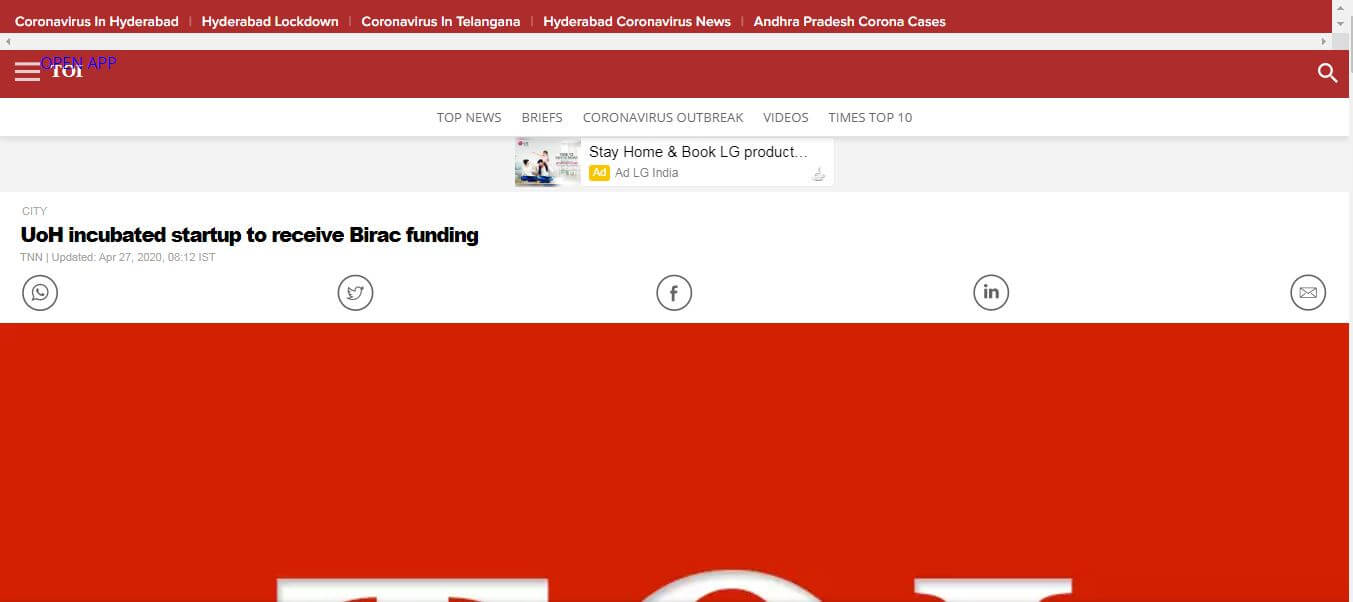 Coronavirus In Hyderabad | Hyderabad Lockdown | Coronavirus In Telangana | Hyderabad Coronavirus News | Andhra Pradesh Corona Cases
OPEN APP
TOI
TOP NEWS BRIEFS CORONAVIRUS OUTBREAK VIDEOS TIMES TOP 10
Stay Home & Book LG product...
Ad Ad LG India
CITY
UoH incubated startup to receive Birac funding
TNN | Updated: Apr 27, 2020, 08:12 IST
TOI